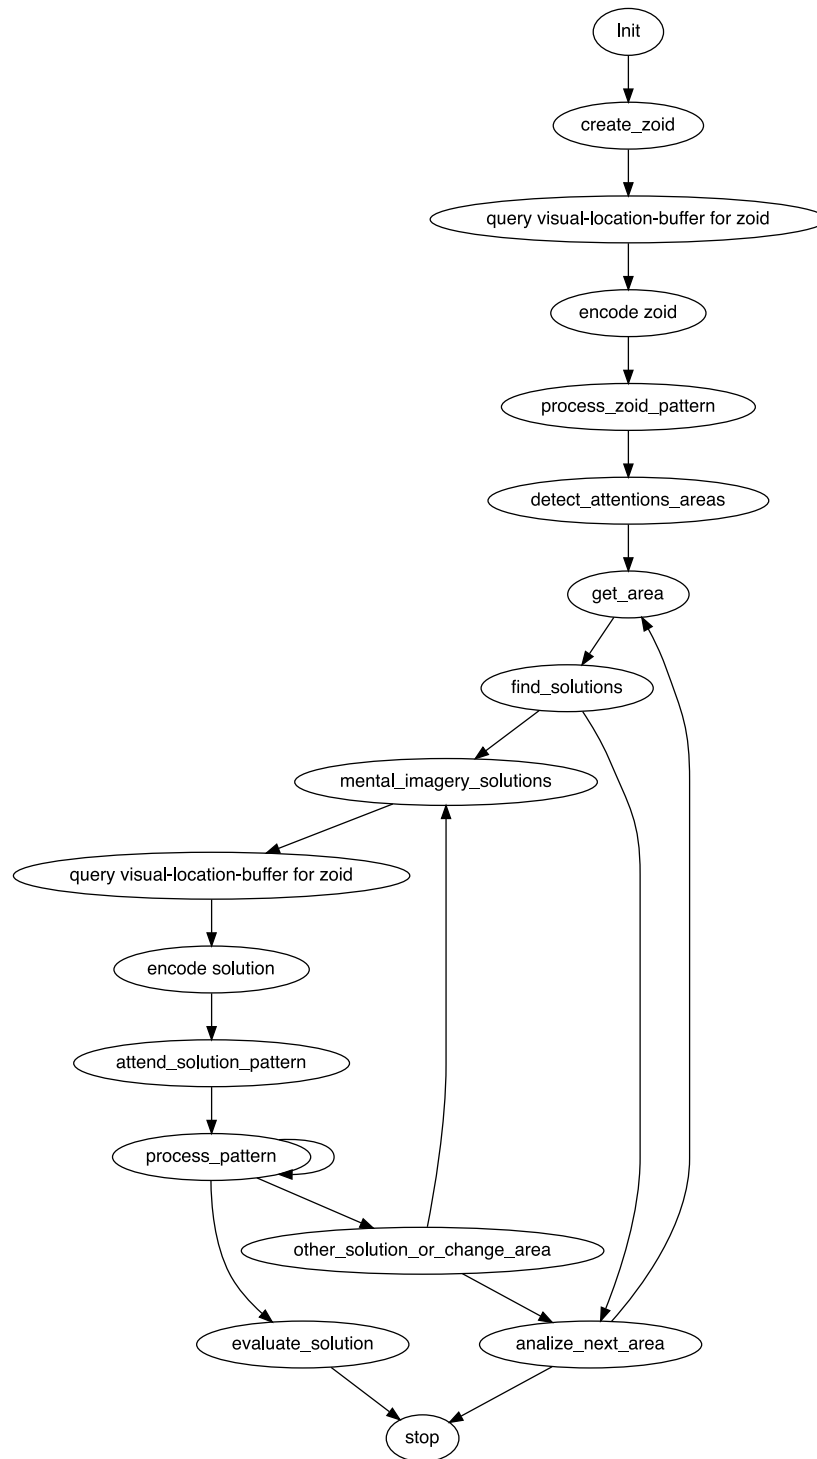 Init
create_zoid
query visual-location-buffer for zoid
encode zoid
process_zoid_pattern
detect_attentions_areas
get_area
find_solutions
mental_imagery_solutions
query visual-location-buffer for zoid
encode solution
attend_solution_pattern
process_pattern
other_solution_or_change_area
evaluate_solution
analize_next_area
stop